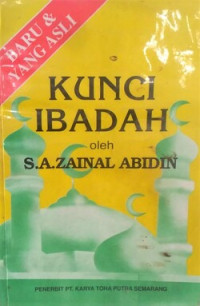 BARU &
YANG ASLI
KUNCI
IBADAH
oleh
S.A.ZAINAL ABIDIN
PENERBIT PT. KARYA TOHA PUTRA SEMARANG